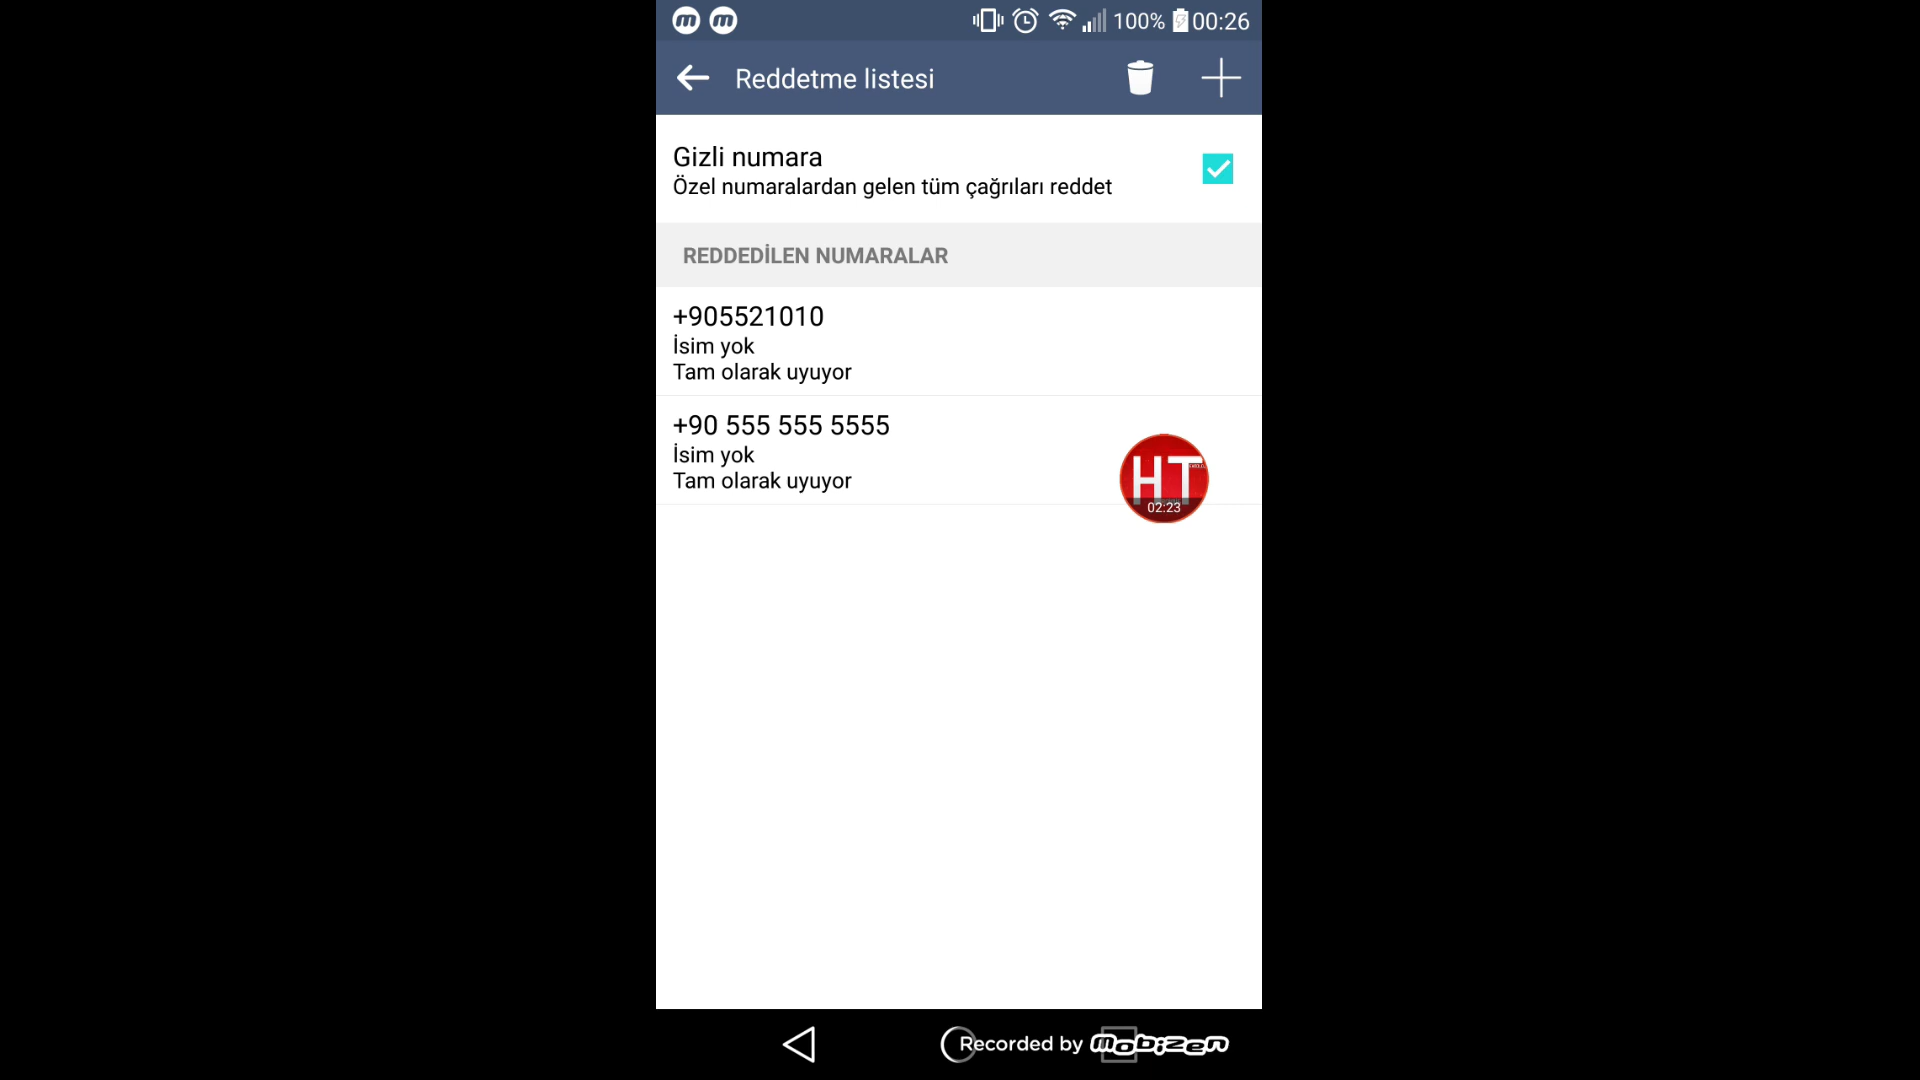 100% 00:26
Reddetme listesi
Gizli numara
Özel numaralardan gelen tüm çağrıları reddet
REDDEDİLEN NUMARALAR
+905521010
İsim yok
Tam olarak uyuyor
+90 555 555 5555
İsim yok
Tam olarak uyuyor
HT
02:23
Recorded by Mobizen